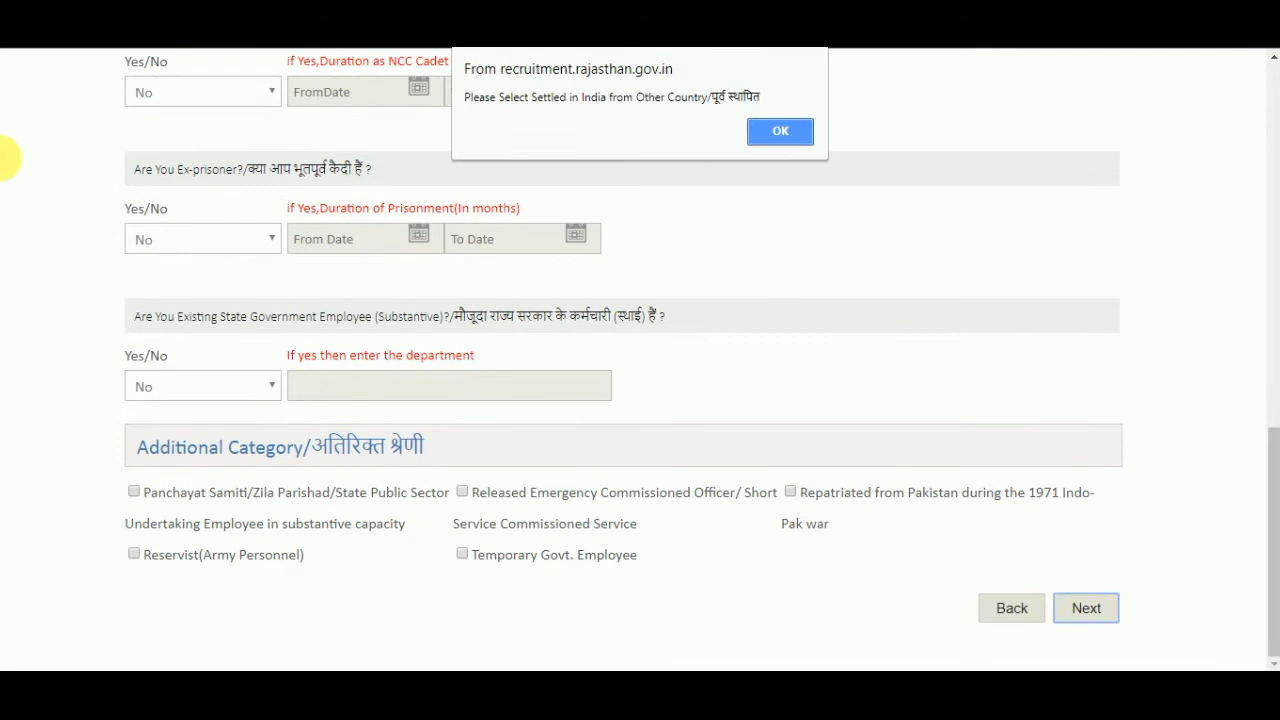 Yes/No
if Yes,Duration as NCC Cadet
No
FromDate
From recruitment.rajasthan.gov.in
Please Select Settled in India from Other Country/पूर्व स्थापित
OK
Are You Ex-prisoner?/क्या आप भूतपूर्व कैदी हैं ?
Yes/No
if Yes,Duration of Prisonment(In months)
No
From Date
To Date
Are You Existing State Government Employee (Substantive)?/मौजूदा राज्य सरकार के कर्मचारी (स्थाई) हैं ?
Yes/No
If yes then enter the department
No
Additional Category/अतिरिक्त श्रेणी
Panchayat Samiti/Zila Parishad/State Public Sector
Undertaking Employee in substantive capacity
Released Emergency Commissioned Officer/ Short
Service Commissioned Service
Repatriated from Pakistan during the 1971 Indo-
Pak war
Reservist(Army Personnel)
Temporary Govt. Employee
Back
Next